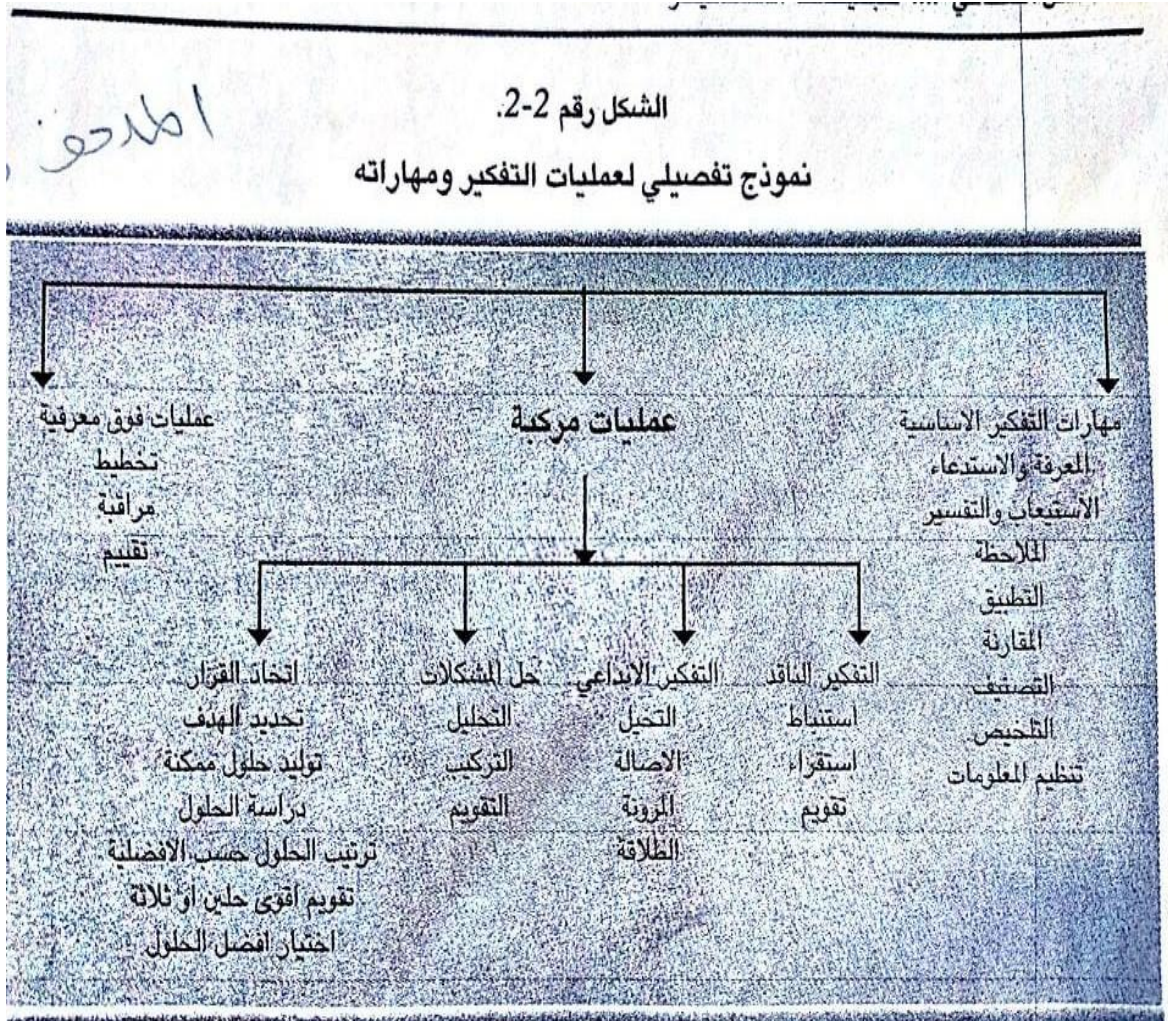 الشكل رقم 2-2.
نموذج تفصيلي لعمليات التفكير ومهاراته
مهارات التفكير الاساسية
المعرفة والاستدعاء
الاستيعاب والتفسير
الملاحظة
التطبيق
المقارنة
التصنيف
التلخيص
تنظيم المعلومات
عمليات مركبة
التفكير الناقد
استنباط
استقراء
تقويم
التفكير الابداعي
التخيل
الاصالة
المرونة
الطلاقة
حل المشكلات
التحليل
التركيب
التقويم
اتخاذ القرار
تحديد الهدف
توليد حلول ممكنة
دراسة الحلول
ترتيب الحلول حسب الافضلية
تقويم اقوى حلين او ثلاثة
اختيار افضل الحلول
عمليات فوق معرفية
تخطيط
مراقبة
تقييم